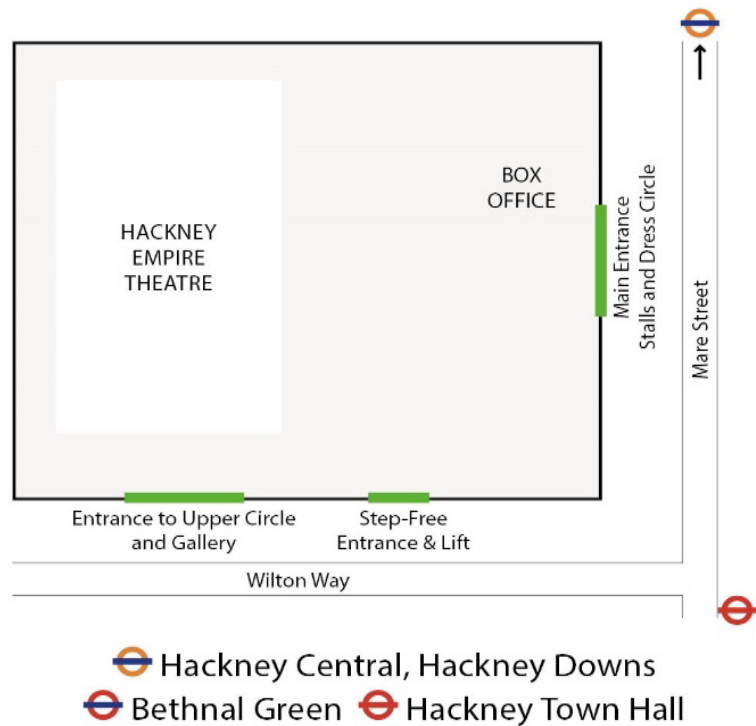 BOX
OFFICE
HACKNEY
EMPIRE
THEATRE
Main Entrance
Stalls and Dress Circle
Mare Street
Entrance to Upper Circle
and Gallery
Step-Free
Entrance & Lift
Wilton Way
Hackney Central, Hackney Downs
Bethnal Green Hackney Town Hall